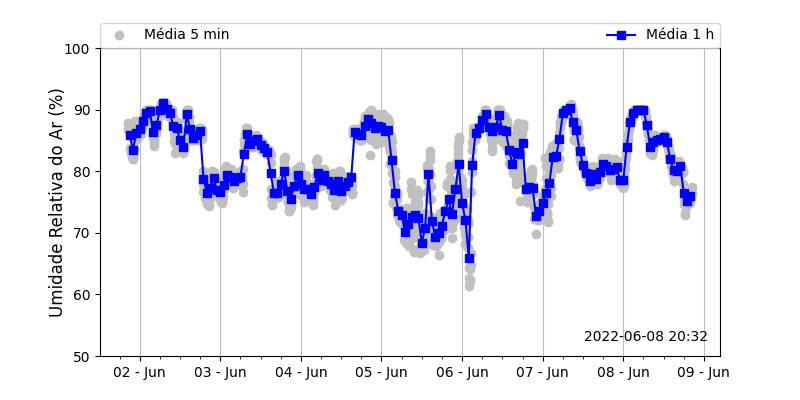 Média 5 min Média 1 h
Umidade Relativa do Ar (%)
100
90
80
70
60
50
2022-06-08 20:32
02 - Jun 03 - Jun 04 - Jun 05 - Jun 06 - Jun 07 - Jun 08 - Jun 09 - Jun